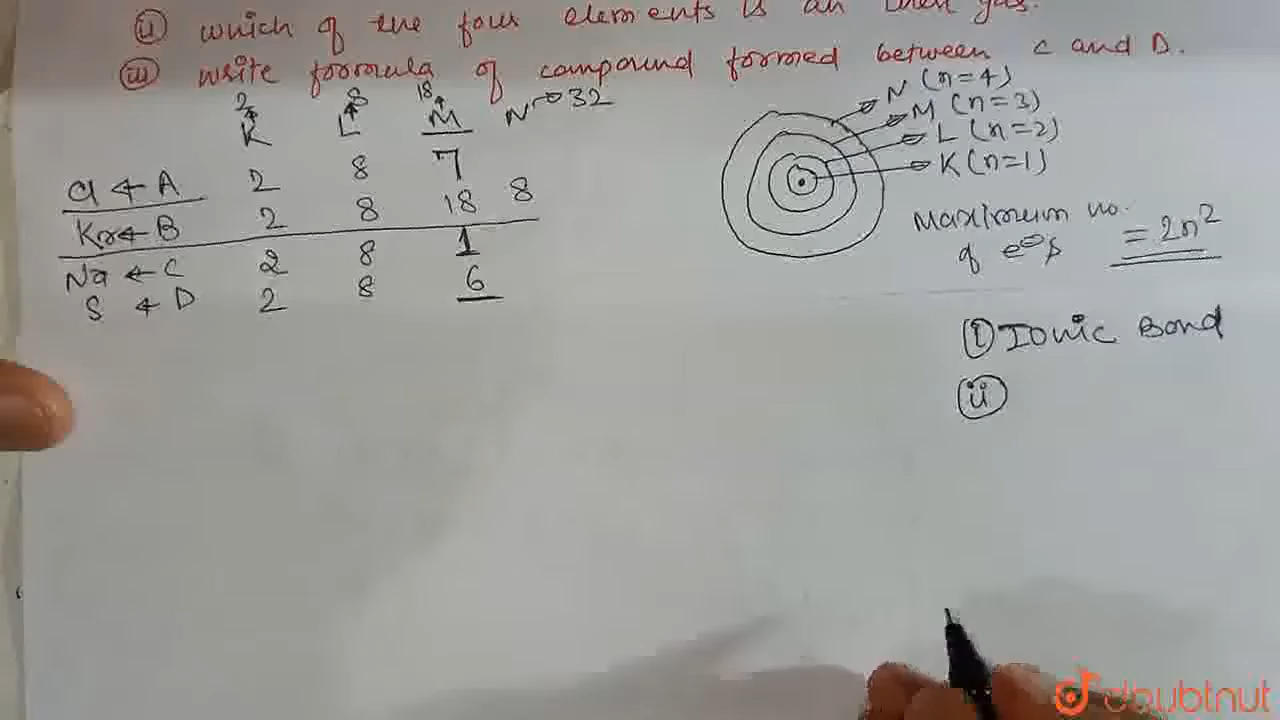 (ii) which of the four elements is an inert gas.
(iii) write formula of compound formed between C and D.
2 8 18
K L M N → 32
Cl ← A 2 8 7
Kr ← B 2 8 18 8
Na ← C 2 8 1
S ← D 2 8 6
N (n=4)
M (n=3)
L (n=2)
K (n=1)
Maximum no.
of e⊖s = 2n²
(i) Ionic Bond
(ii)
doubtnut